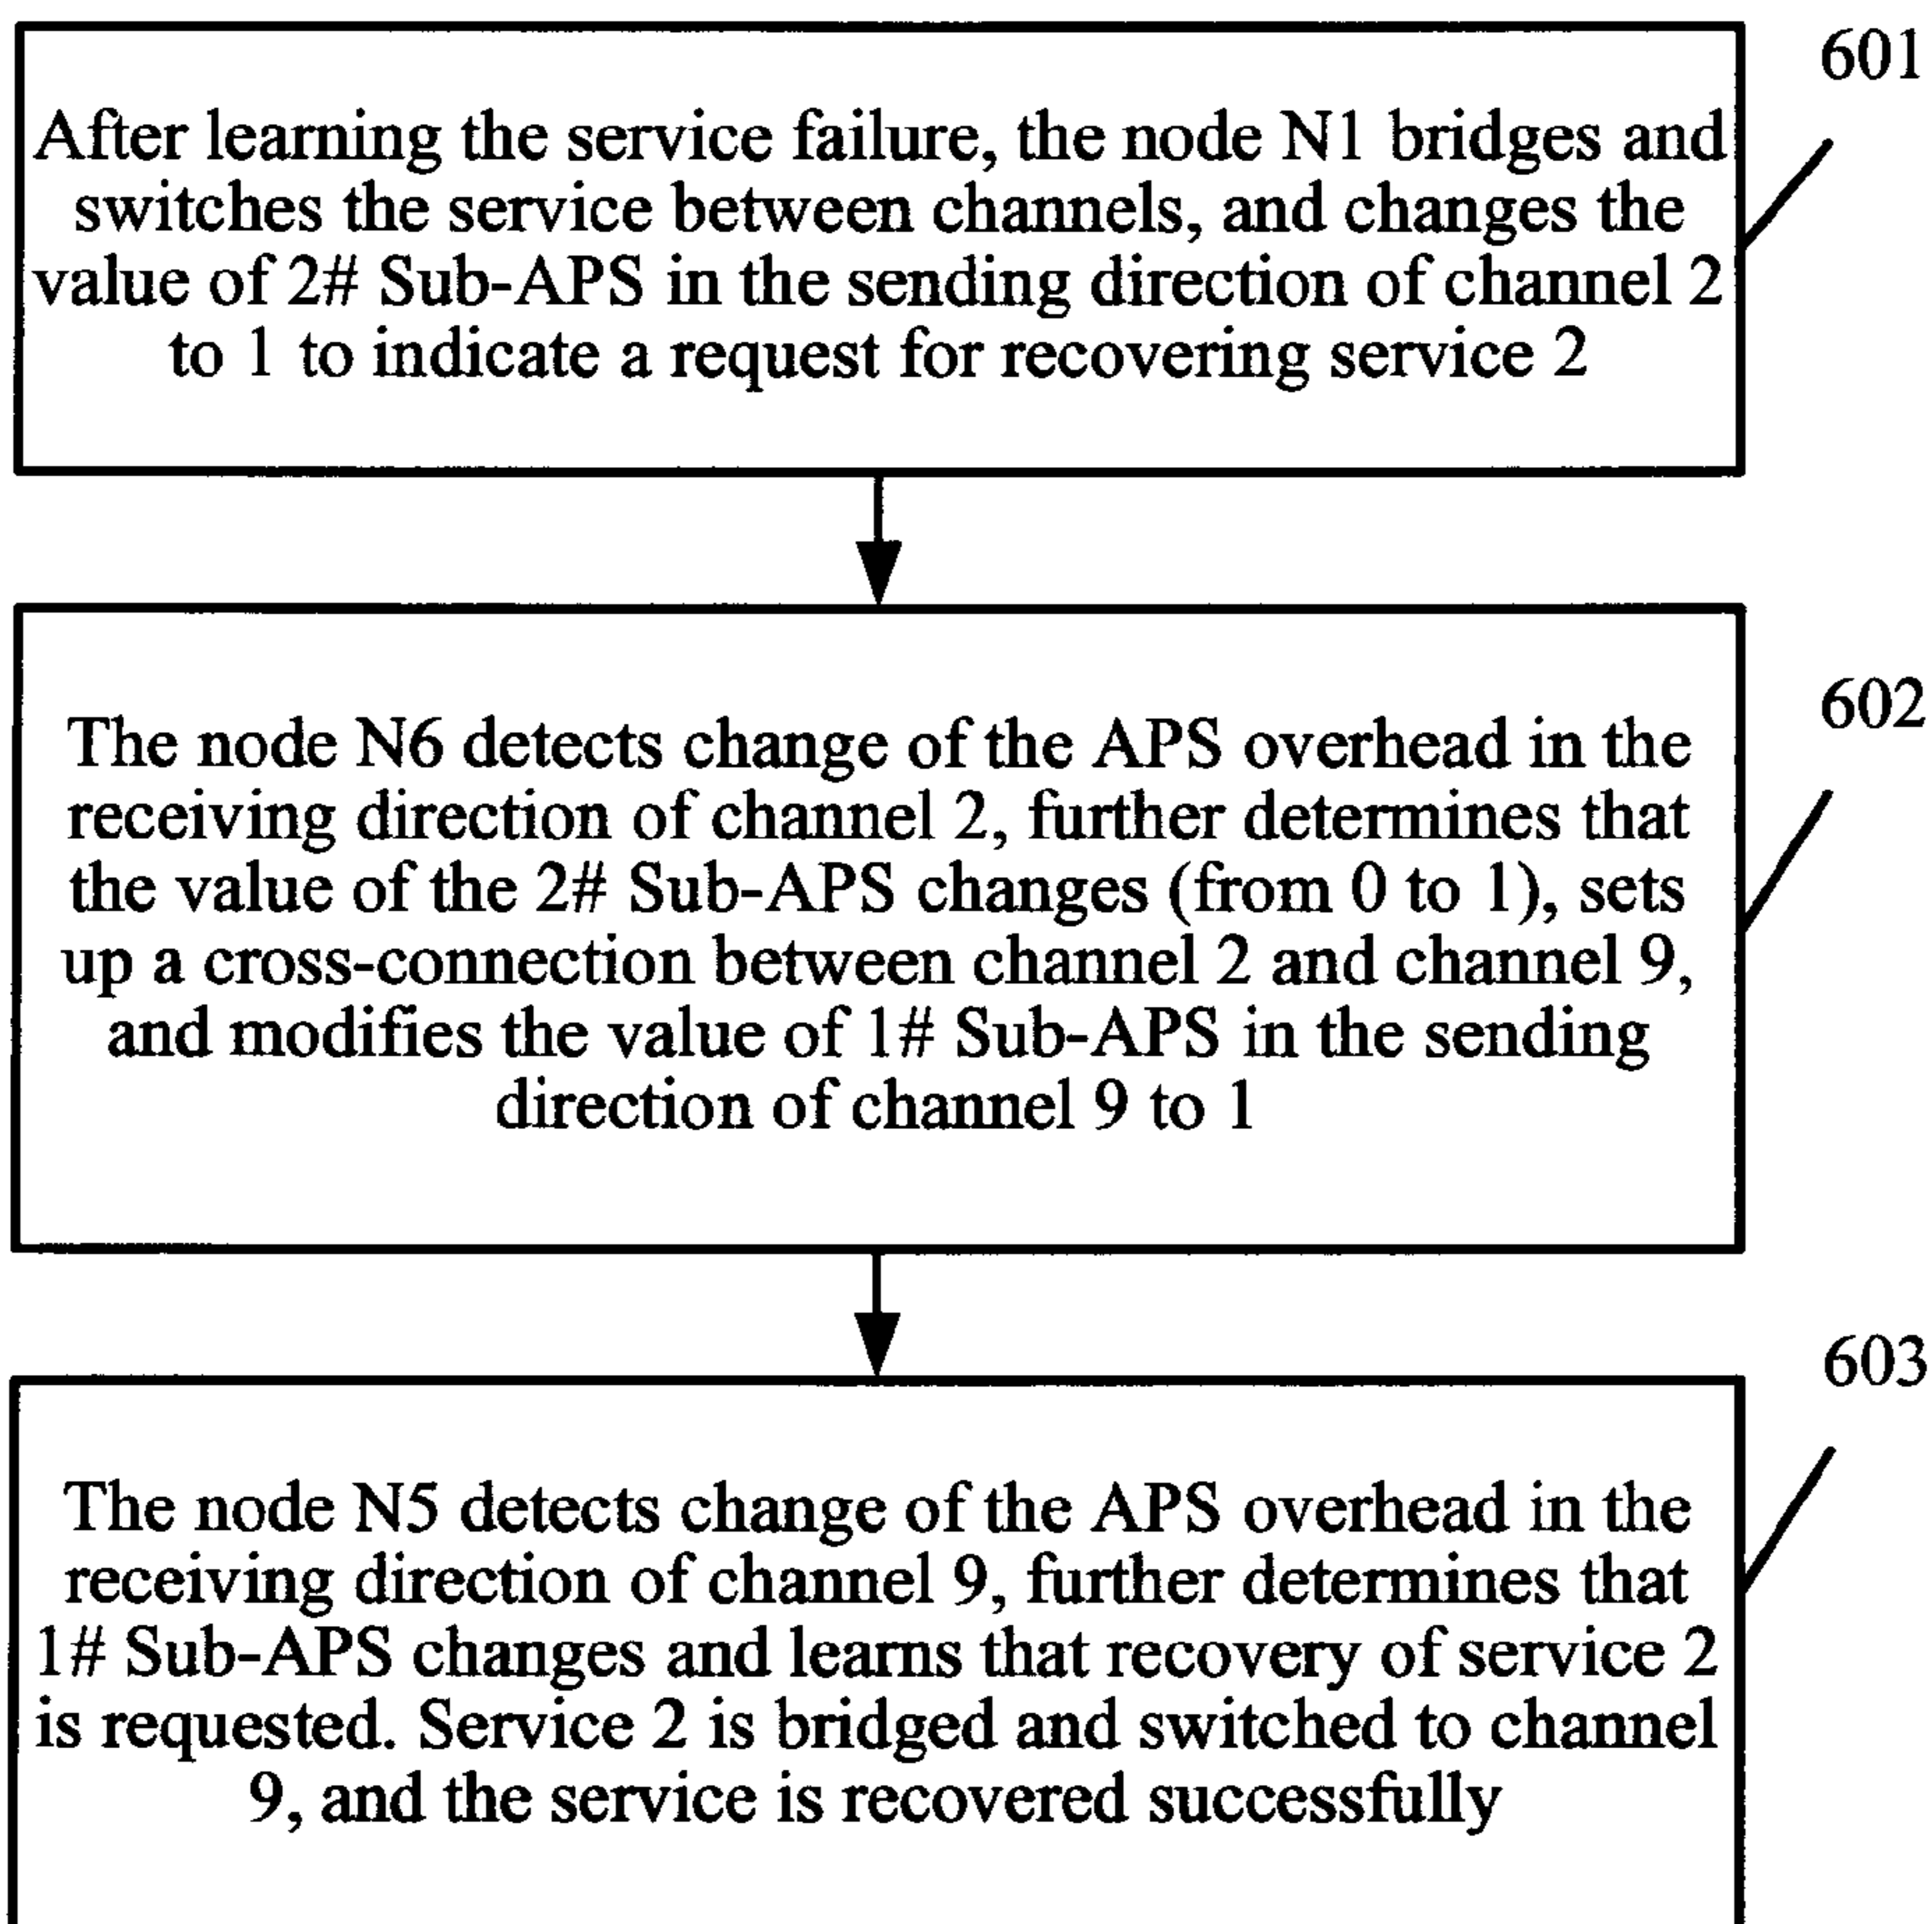 601
After learning the service failure, the node N1 bridges and
switches the service between channels, and changes the
value of 2# Sub-APS in the sending direction of channel 2
to 1 to indicate a request for recovering service 2
602
The node N6 detects change of the APS overhead in the
receiving direction of channel 2, further determines that
the value of the 2# Sub-APS changes (from 0 to 1), sets
up a cross-connection between channel 2 and channel 9,
and modifies the value of 1# Sub-APS in the sending
direction of channel 9 to 1
603
The node N5 detects change of the APS overhead in the
receiving direction of channel 9, further determines that
1# Sub-APS changes and learns that recovery of service 2
is requested. Service 2 is bridged and switched to channel
9, and the service is recovered successfully